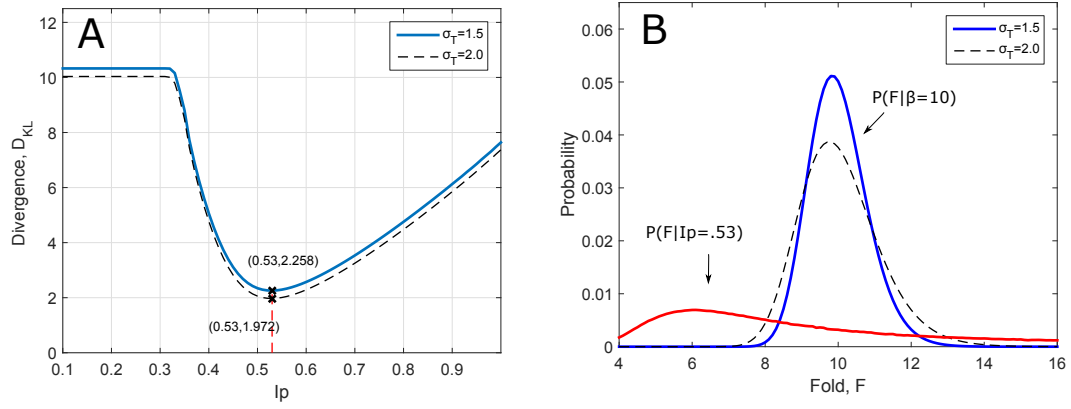 A
σT=1.5
σT=2.0
Divergence, DKL
12
10
8
6
4
2
0
(0.53,2.258)
(0.53,1.972)
0.1 0.2 0.3 0.4 0.5 0.6 0.7 0.8 0.9
Ip
B
σT=1.5
σT=2.0
Probability
0.06
0.05
0.04
0.03
0.02
0.01
0
P(F|β=10)
P(F|Ip=.53)
4 6 8 10 12 14 16
Fold, F